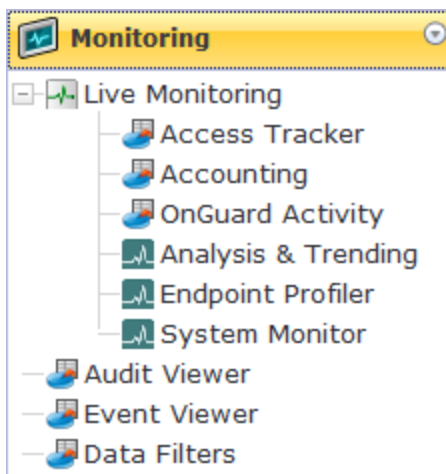 Monitoring
Live Monitoring
Access Tracker
Accounting
OnGuard Activity
Analysis & Trending
Endpoint Profiler
System Monitor
Audit Viewer
Event Viewer
Data Filters